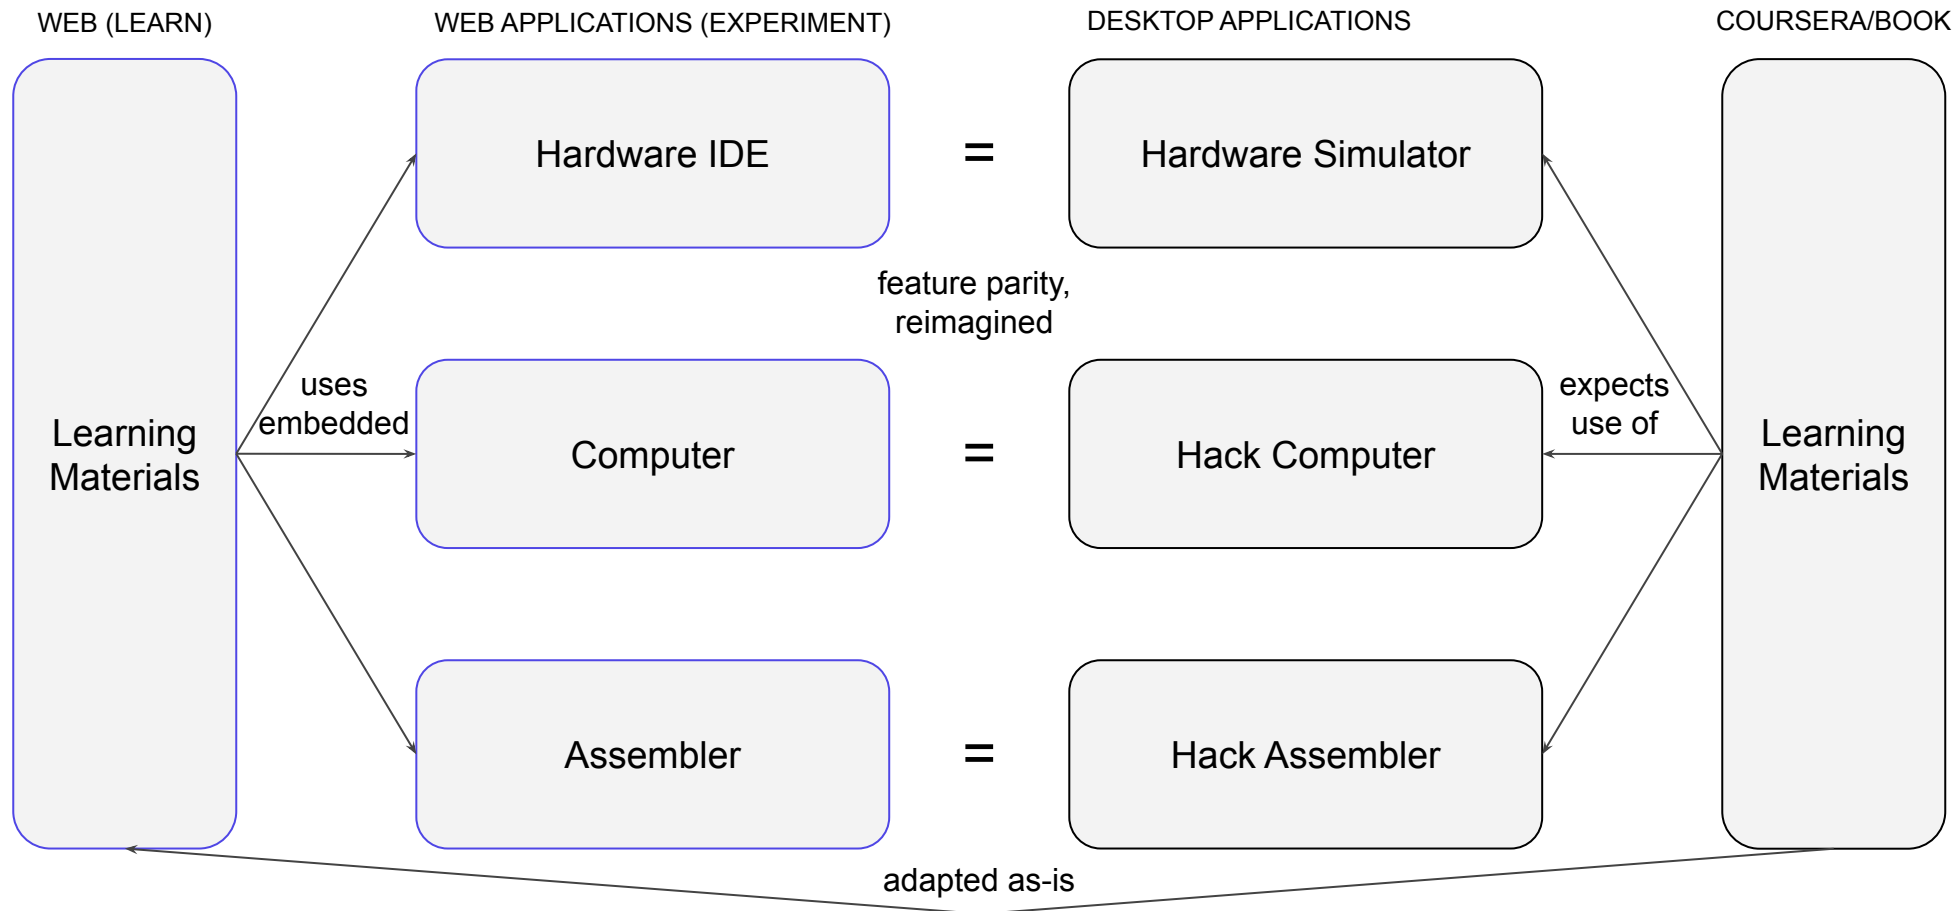 WEB (LEARN)
WEB APPLICATIONS (EXPERIMENT)
DESKTOP APPLICATIONS
COURSERA/BOOK
Hardware IDE
=
Hardware Simulator
feature parity,
reimagined
uses
embedded
expects
use of
Learning
Materials
Computer
=
Hack Computer
Learning
Materials
Assembler
=
Hack Assembler
adapted as-is